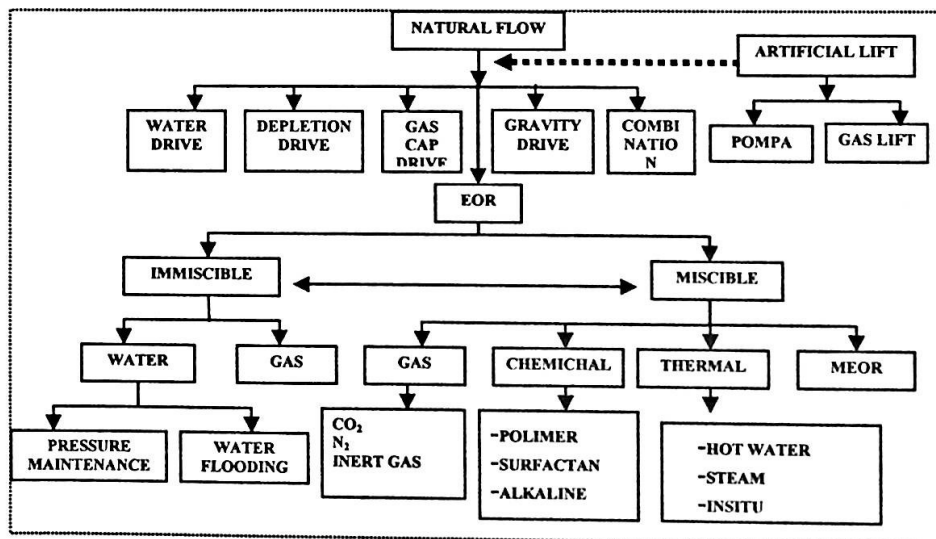 NATURAL FLOW
ARTIFICIAL LIFT
WATER
DRIVE
DEPLETION
DRIVE
GAS
CAP
DRIVE
GRAVITY
DRIVE
COMBI
NATIO
N
POMPA
GAS LIFT
EOR
IMMISCIBLE
MISCIBLE
WATER
GAS
GAS
CHEMICHAL
THERMAL
MEOR
PRESSURE
MAINTENANCE
WATER
FLOODING
CO₂
N₂
INERT GAS
-POLIMER
-SURFACTAN
-ALKALINE
-HOT WATER
-STEAM
-INSITU